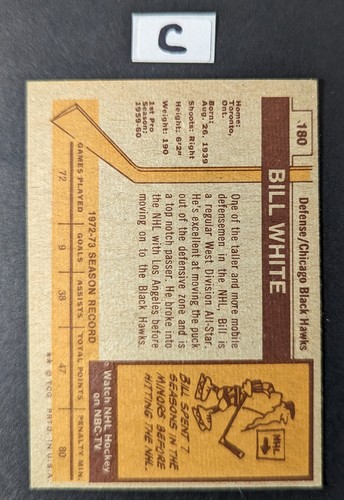 C
180
Defense/Chicago Black Hawks
BILL WHITE
Home:
Toronto,
Ont.
Born:
Aug. 26, 1939
Shoots: Right
Height: 6'2"
Weight: 190
1st Pro
Season:
1959-60
One of the taller and more mobile
defensemen in the NHL, Bill is
a regular West Division All-Star.
He's excellent at moving the puck
out of the defensive zone and is
a top notch passer. He broke into
the NHL with Los Angeles before
moving on to the Black Hawks.
NHL
BILL SPENT 7
SEASONS IN THE
MINORS BEFORE
HITTING THE NHL.
1972-73 SEASON RECORD
GAMES PLAYED GOALS ASSISTS TOTAL POINTS PENALTY MIN.
72 9 38 47 80
Watch NHL Hockey
on NBC-TV
** © T.C.G. PRTD. IN U.S.A.